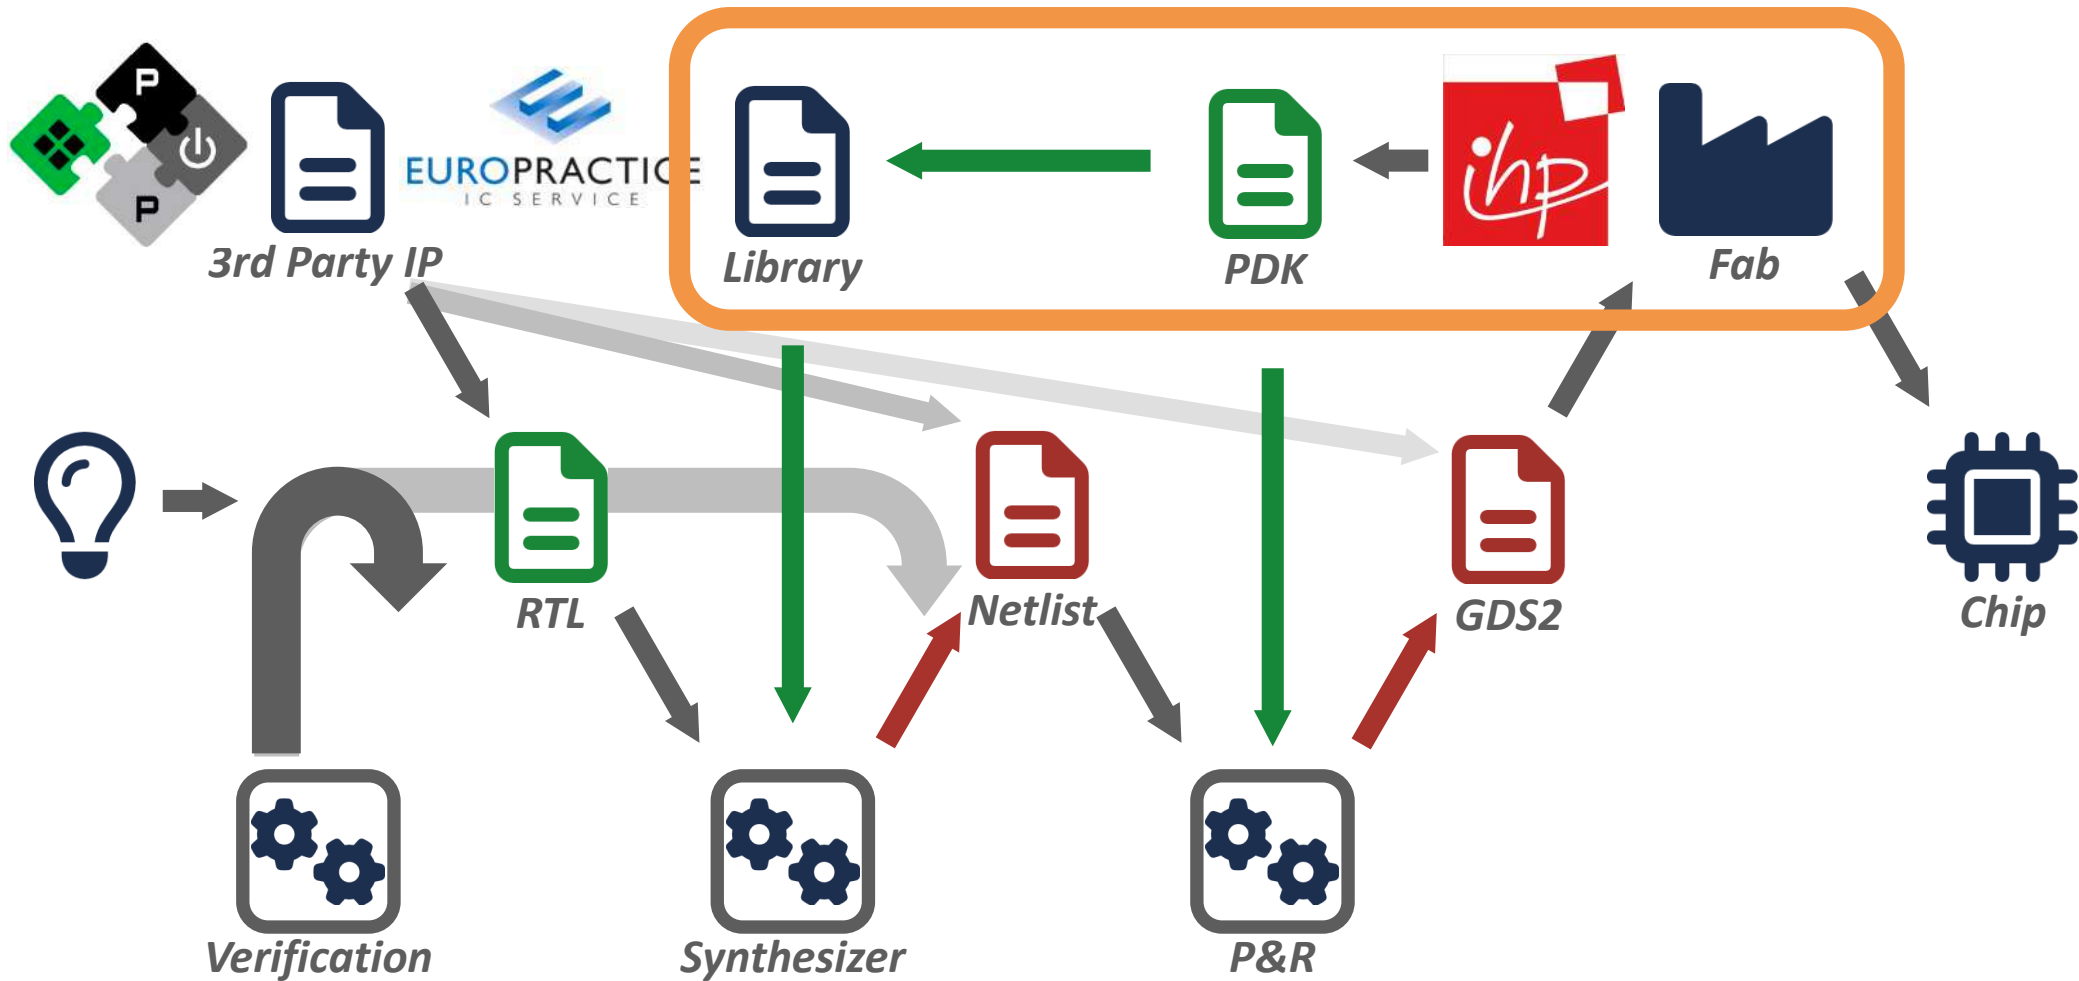 P
P
EUROPRACTICE
IC SERVICE
ihp
3rd Party IP
Library
PDK
Fab
RTL
Netlist
GDS2
Chip
Verification
Synthesizer
P&R